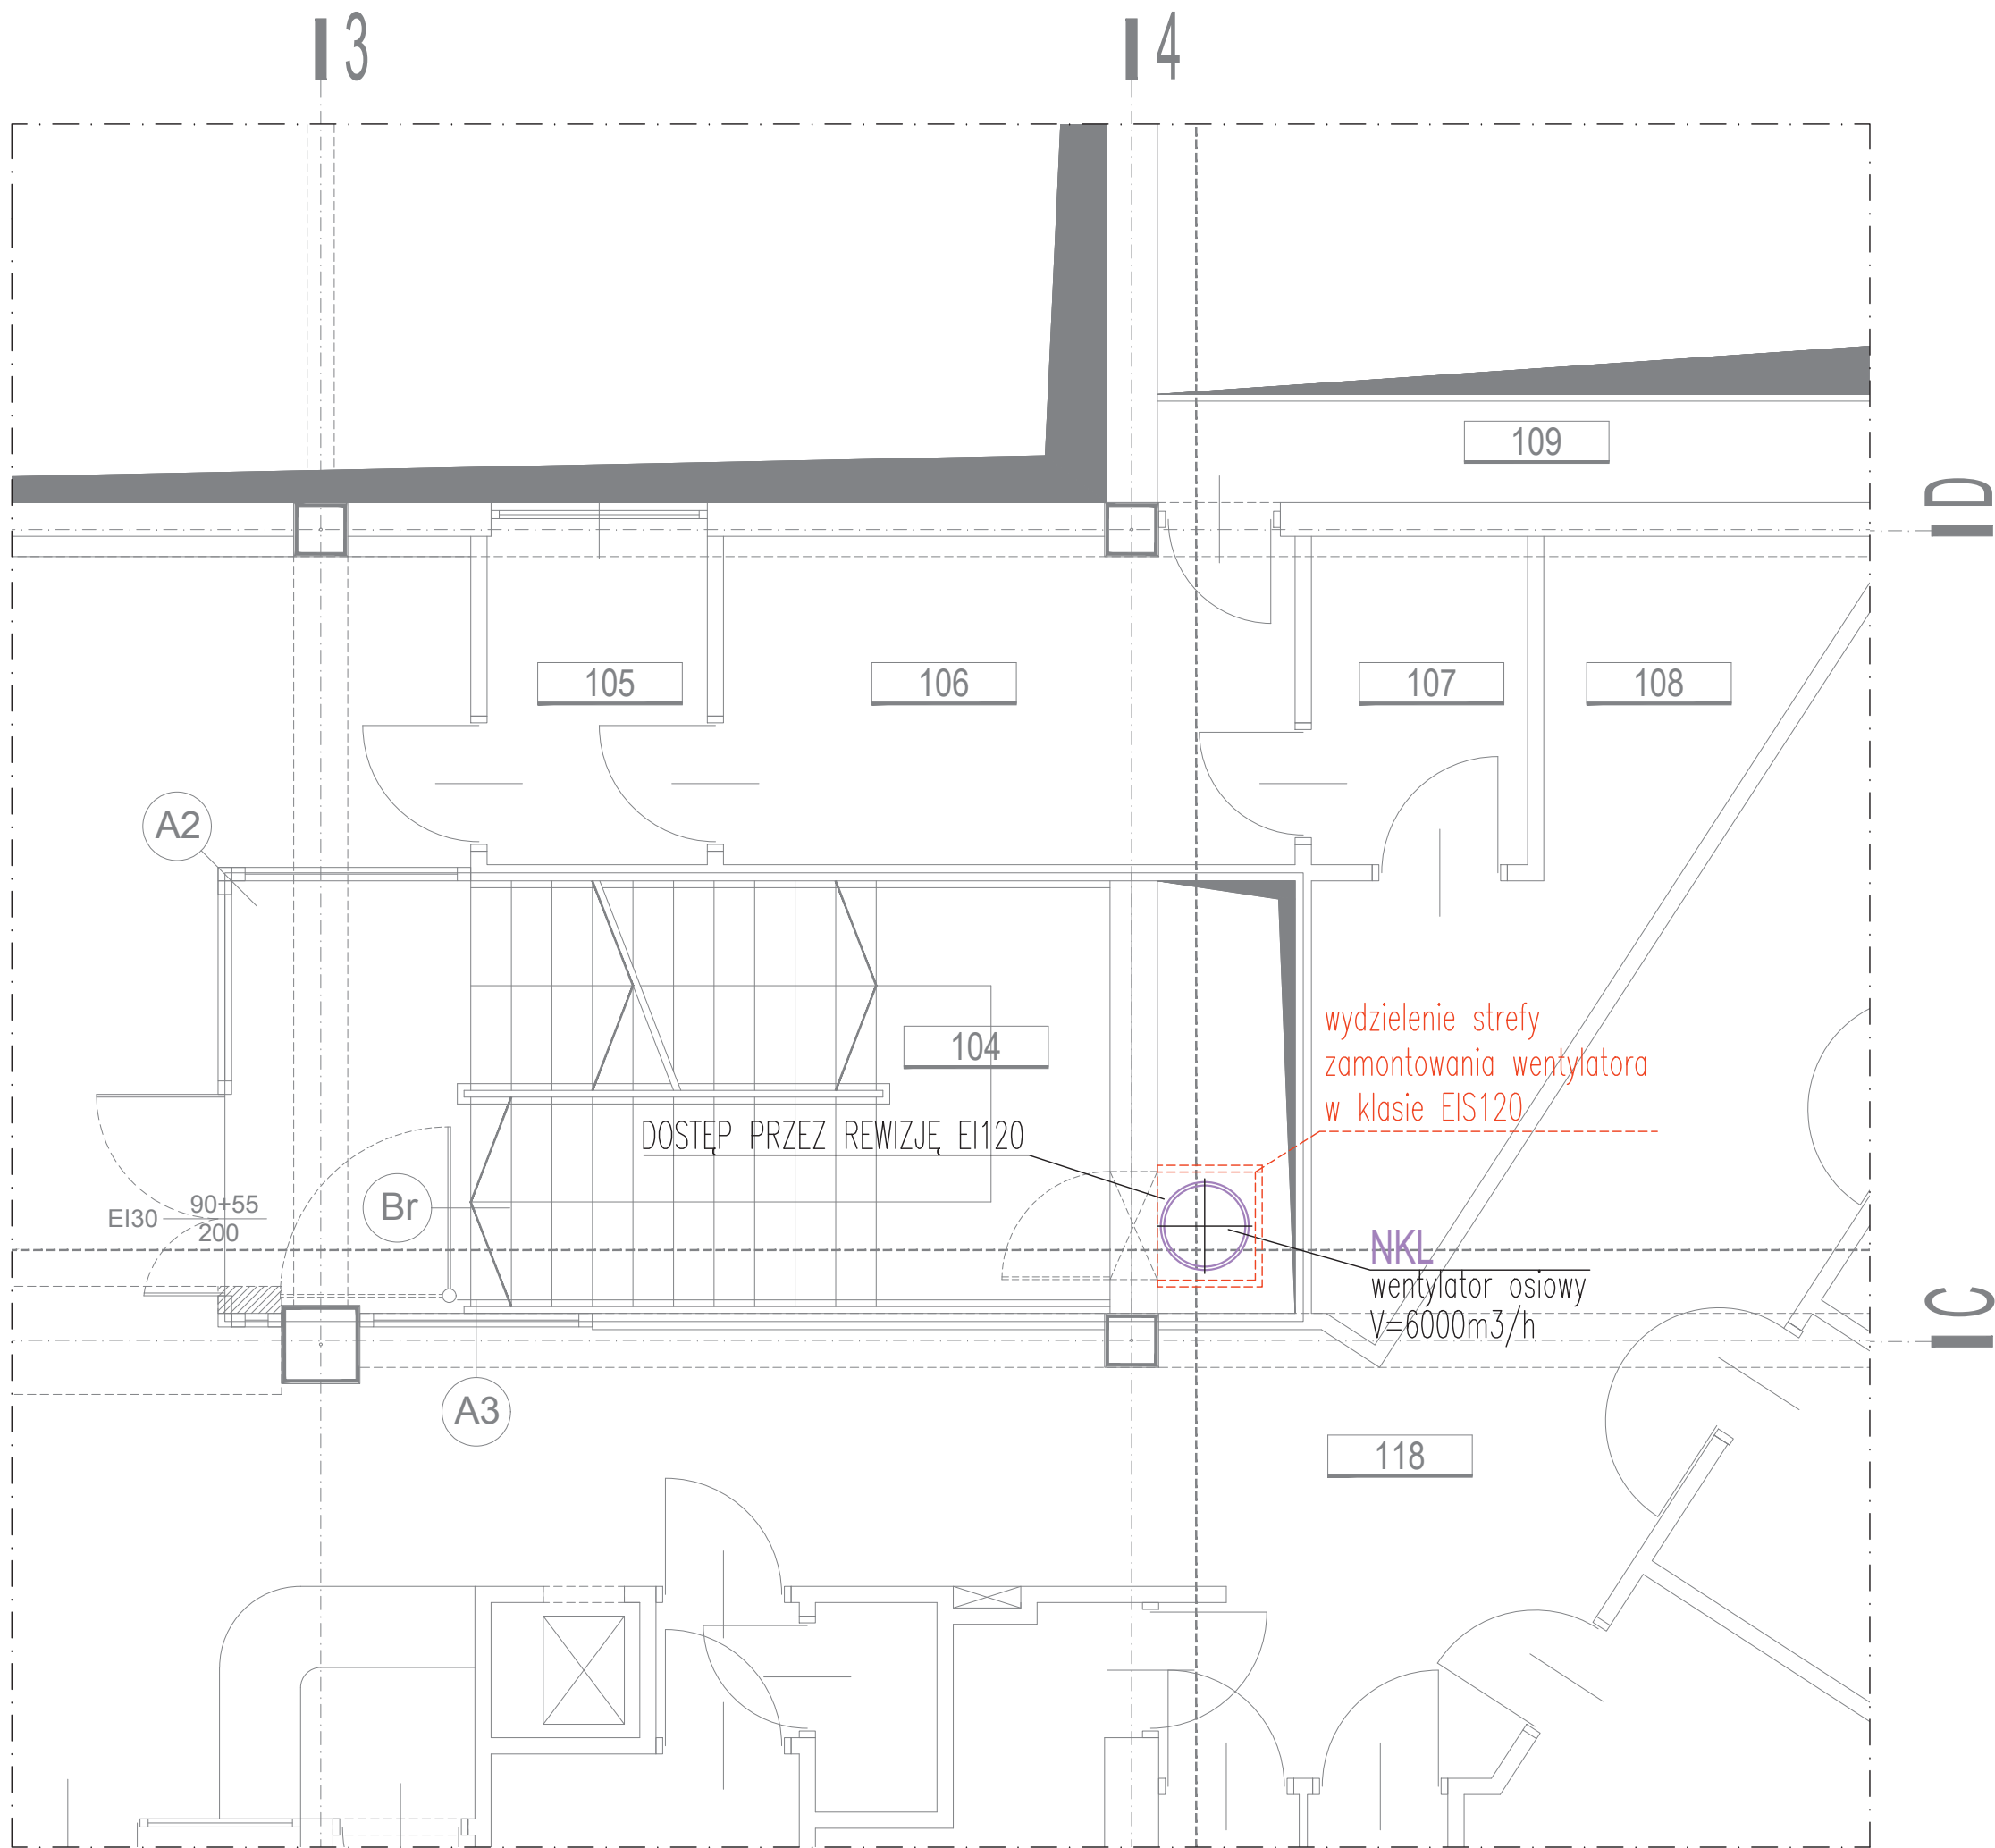 3
4
109
D
105
106
107
108
A2
wydzielenie strefy
zamontowania wentylatora
w klasie EIS120
104
DOSTĘP PRZEZ REWIZJĘ EI120
Br
EI30
90+55
200
NKL
wentylator osiowy
V=6000m3/h
C
A3
118